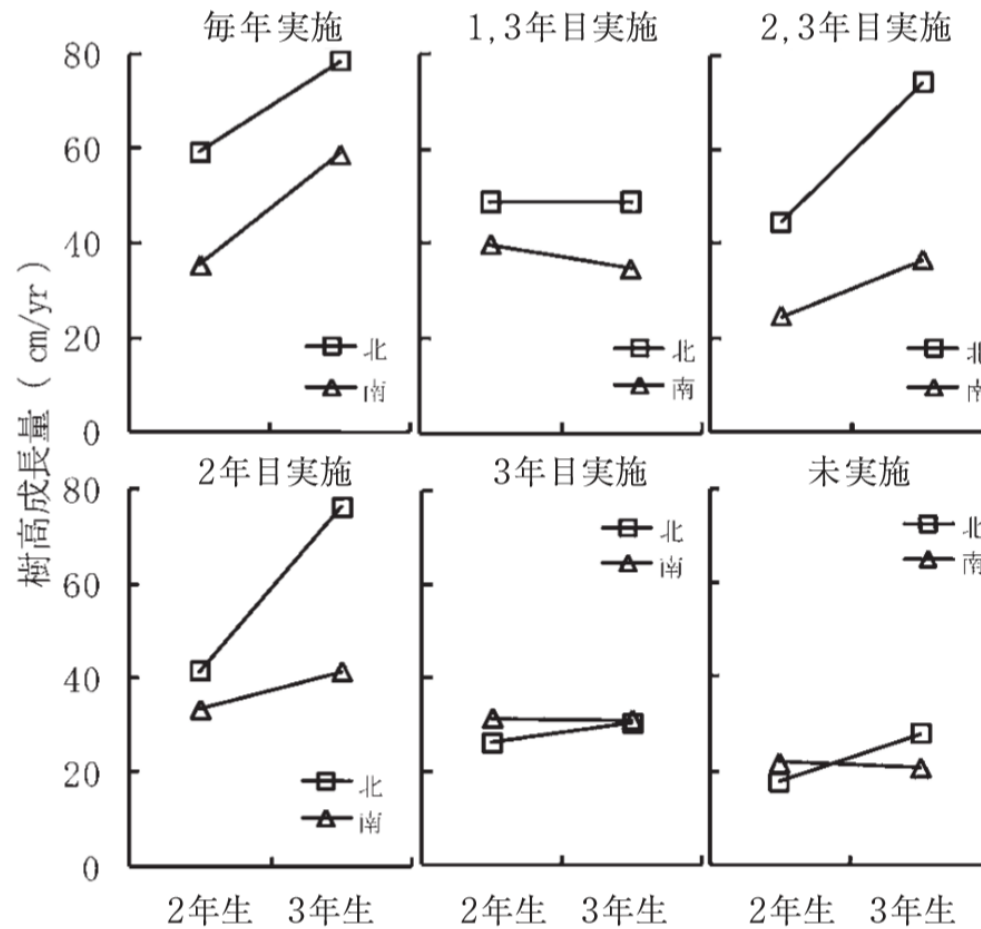 毎年実施
1,3年目実施
2,3年目実施
樹高成長量 ( cm/yr )
80
60
40
20
0
北
南
北
南
北
南
2年目実施
3年目実施
未実施
80
60
40
20
0
北
南
北
南
北
南
2年生 3年生
2年生 3年生
2年生 3年生